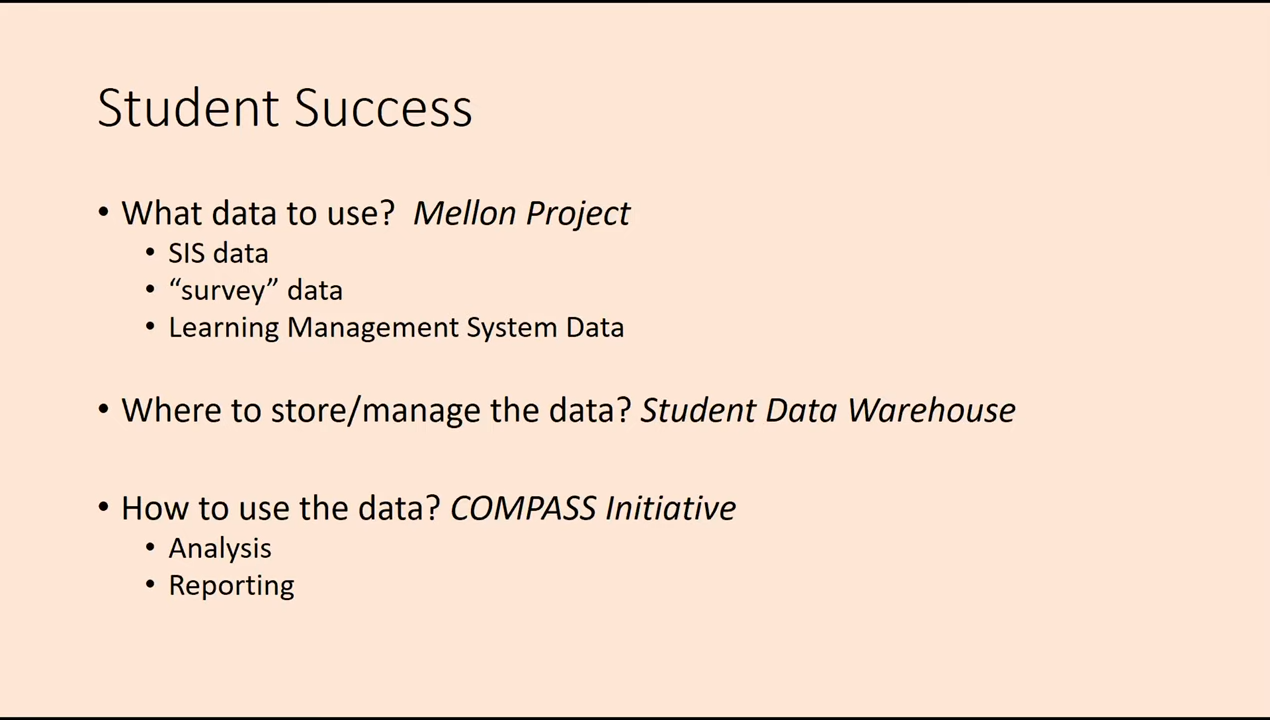 Student Success
• What data to use?  Mellon Project
• SIS data
• “survey” data
• Learning Management System Data
• Where to store/manage the data? Student Data Warehouse
• How to use the data? COMPASS Initiative
• Analysis
• Reporting